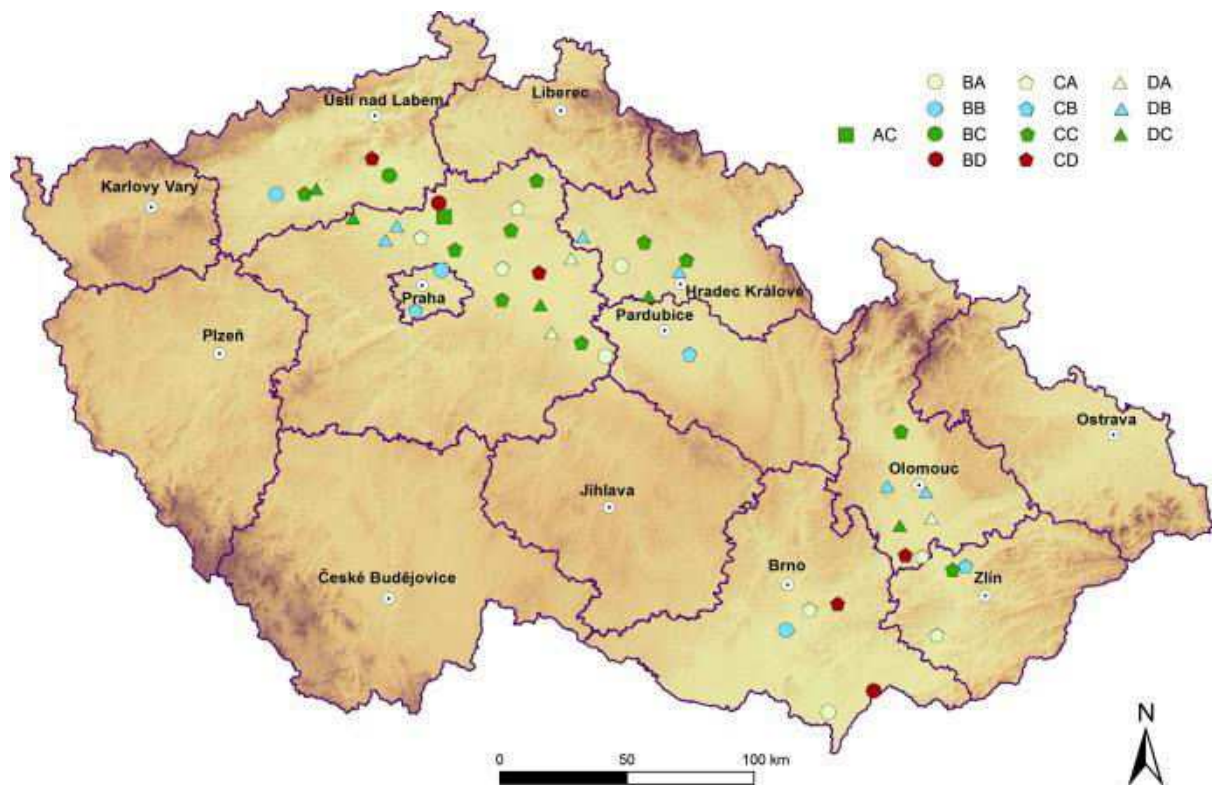 Liberec
Ústí nad Labem
BA CA DA
BB CB DB
AC BC CC DC
BD CD
Karlovy Vary
Praha
Hradec Králové
Pardubice
Plzeň
Ostrava
Olomouc
Jihlava
Brno
České Budějovice
Zlín
N
0 50 100 km